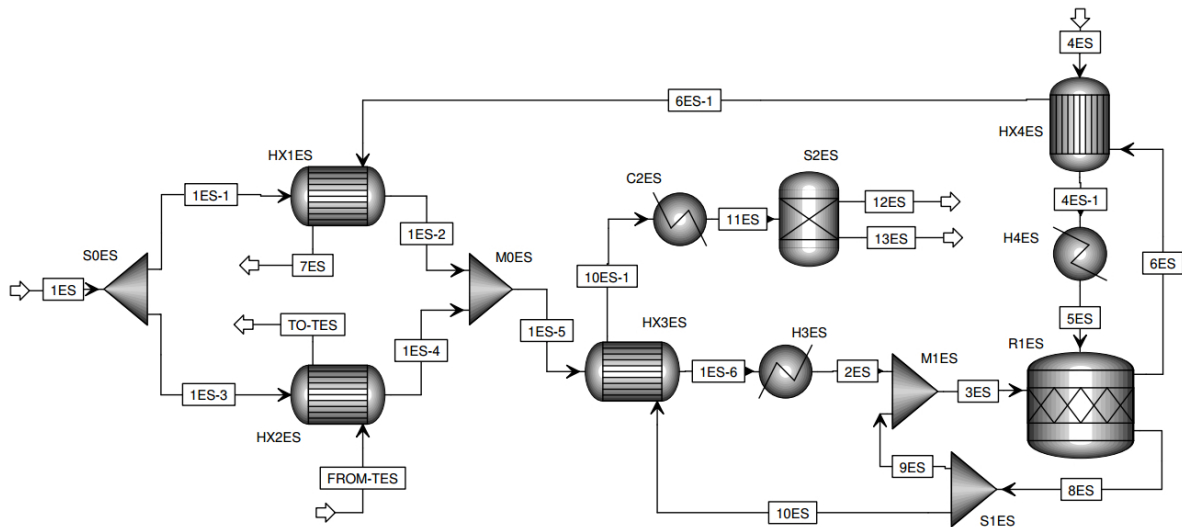 4ES
6ES-1
HX4ES
HX1ES
S2ES
C2ES
1ES-1
12ES
4ES-1
11ES
1ES-2
13ES
H4ES
S0ES
M0ES
7ES
6ES
10ES-1
1ES
TO-TES
HX3ES
5ES
1ES-5
H3ES
1ES-4
R1ES
M1ES
1ES-6
2ES
1ES-3
3ES
HX2ES
9ES
FROM-TES
8ES
10ES
S1ES